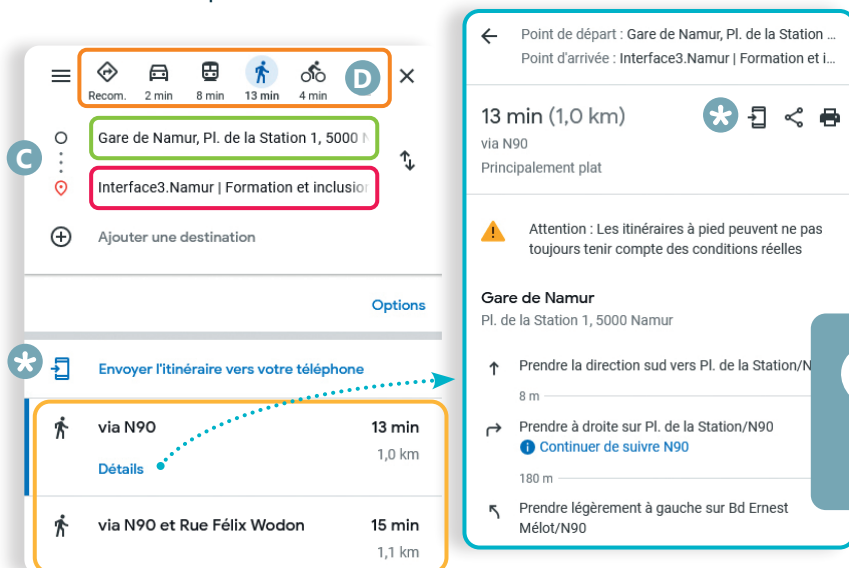 Recom.
2 min
8 min
13 min
4 min
D
C
Gare de Namur, Pl. de la Station 1, 5000
Interface3.Namur | Formation et inclusion
Ajouter une destination
Options
Envoyer l'itinéraire vers votre téléphone
via N90 13 min
1,0 km
Détails
via N90 et Rue Félix Wodon 15 min
1,1 km
Point de départ : Gare de Namur, Pl. de la Station ...
Point d'arrivée : Interface3.Namur | Formation et i...
13 min (1,0 km)
via N90
Principalement plat
Attention : Les itinéraires à pied peuvent ne pas
toujours tenir compte des conditions réelles
Gare de Namur
Pl. de la Station 1, 5000 Namur
Prendre la direction sud vers Pl. de la Station/N
8 m
Prendre à droite sur Pl. de la Station/N90
Continuer de suivre N90
180 m
Prendre légèrement à gauche sur Bd Ernest
Mélot/N90